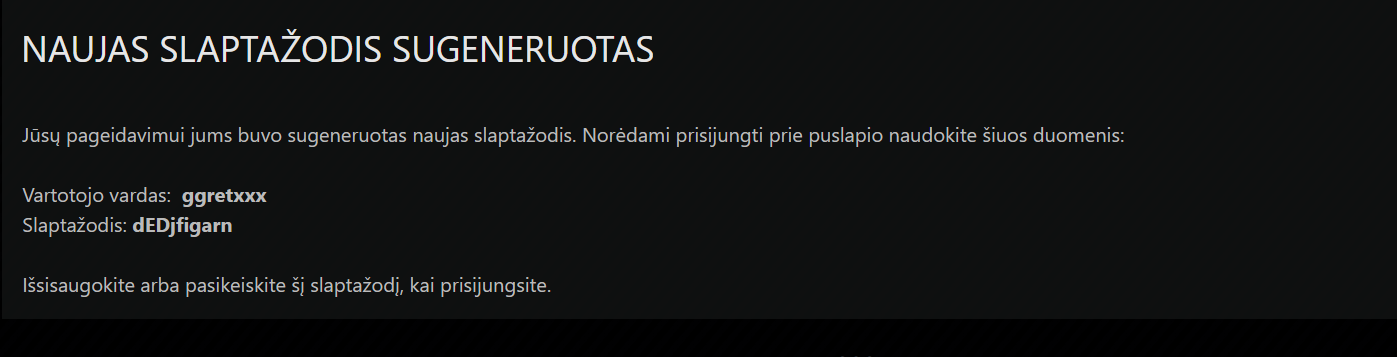 NAUJAS SLAPTAŽODIS SUGENERUOTAS
Jūsų pageidavimui jums buvo sugeneruotas naujas slaptažodis. Norėdami prisijungti prie puslapio naudokite šiuos duomenis:
Vartotojo vardas: ggretxxx
Slaptažodis: dEDjfigarn
Išsisaugokite arba pasikeiskite šį slaptažodį, kai prisijungsite.